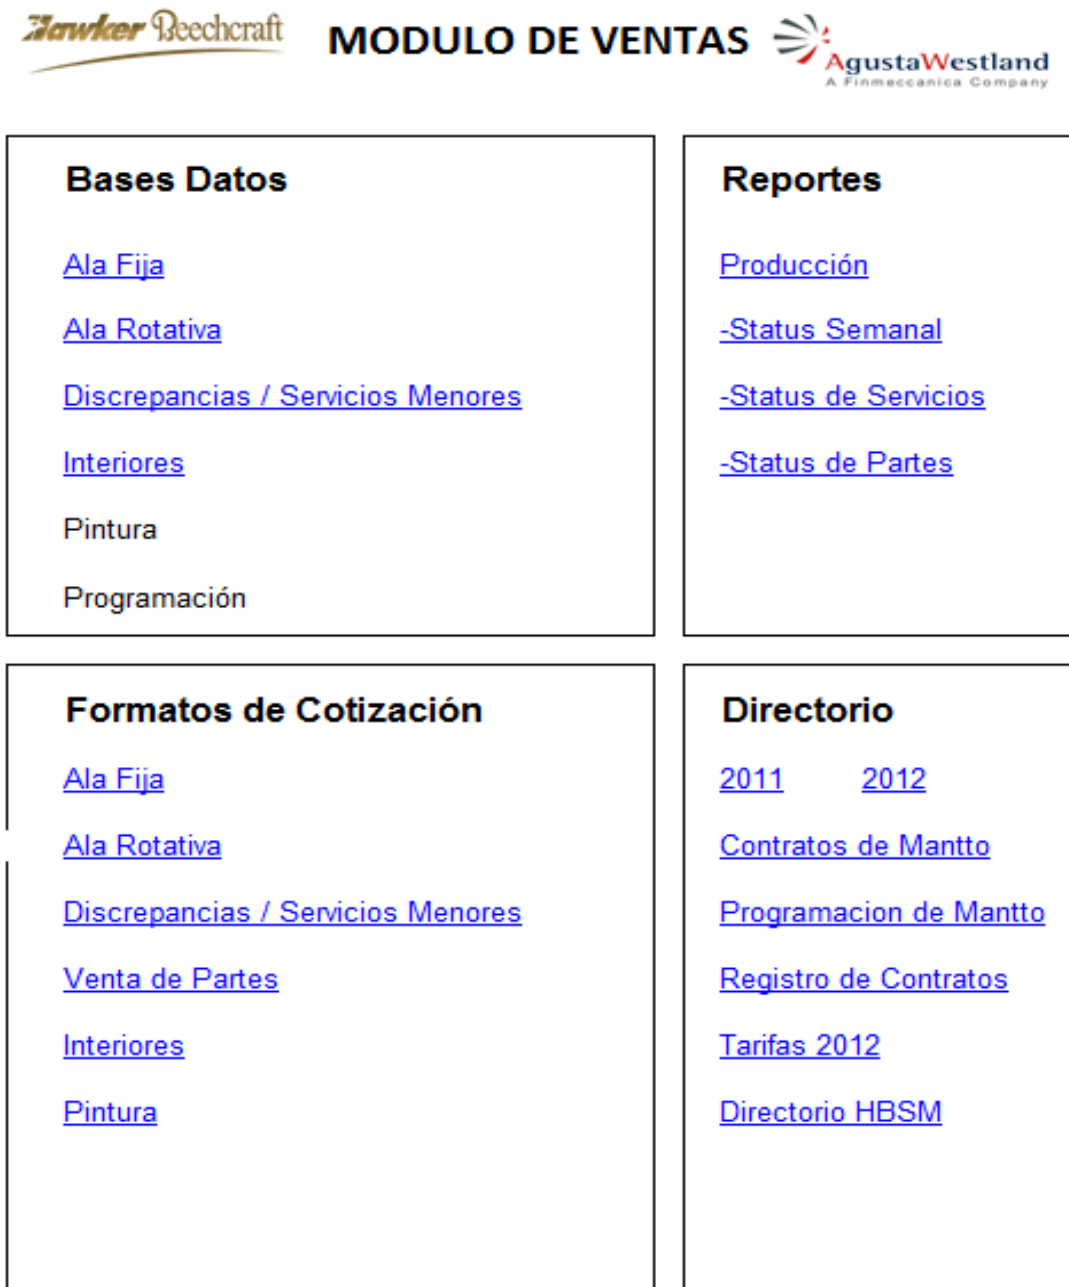 Hawker Beechcraft
MODULO DE VENTAS
AgustaWestland
A Finmeccanica Company
Bases Datos
Ala Fija
Ala Rotativa
Discrepancias / Servicios Menores
Interiores
Pintura
Programación
Reportes
Producción
-Status Semanal
-Status de Servicios
-Status de Partes
Formatos de Cotización
Ala Fija
Ala Rotativa
Discrepancias / Servicios Menores
Venta de Partes
Interiores
Pintura
Directorio
2011 2012
Contratos de Mantto
Programacion de Mantto
Registro de Contratos
Tarifas 2012
Directorio HBSM